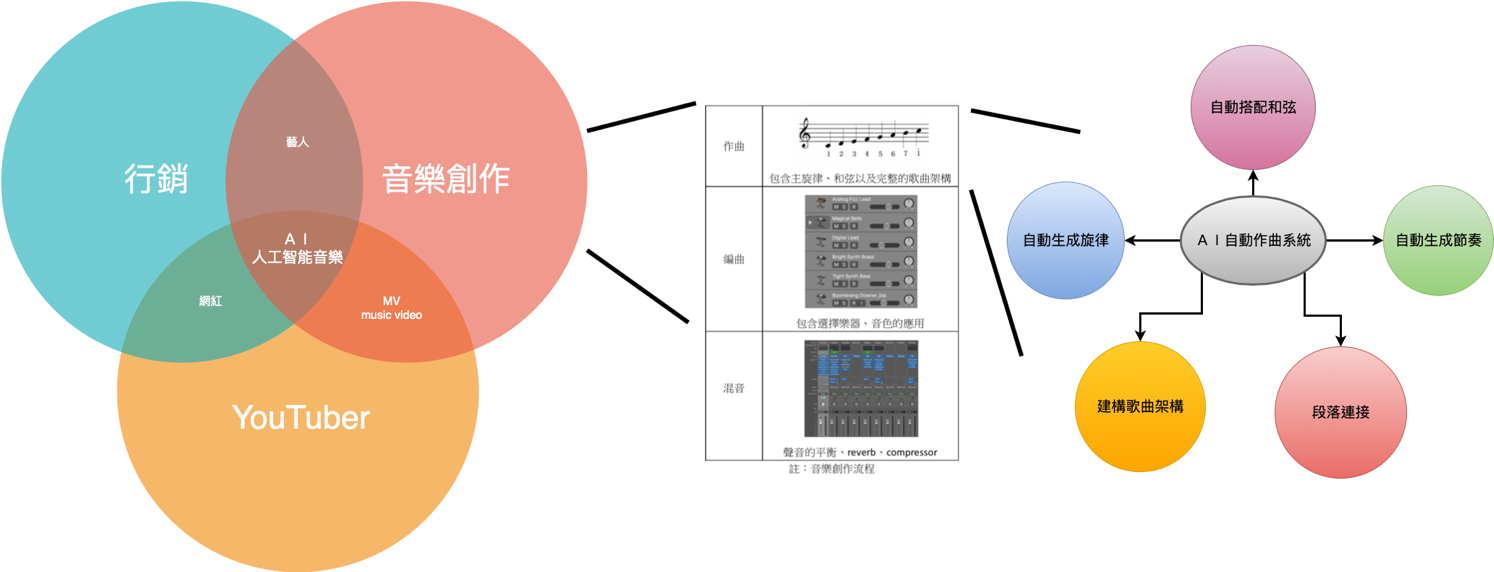 行銷
藝人
音樂創作
ＡＩ
人工智能音樂
網紅
MV
music video
YouTuber
作曲
1 2 3 4 5 6 7 i
包含主旋律、和弦以及完整的歌曲架構
編曲
Analog Fizz Lead
M S R
Magical Bells
M S R
Digital Lead
M S R
Bright Synth Brass
M S R
Tight Synth Bass
M S R
Boomerang Downer_top
M S R I
包含選擇樂器、音色的應用
混音
聲音的平衡、reverb、compressor
註：音樂創作流程
自動搭配和弦
自動生成旋律
ＡＩ自動作曲系統
自動生成節奏
建構歌曲架構
段落連接